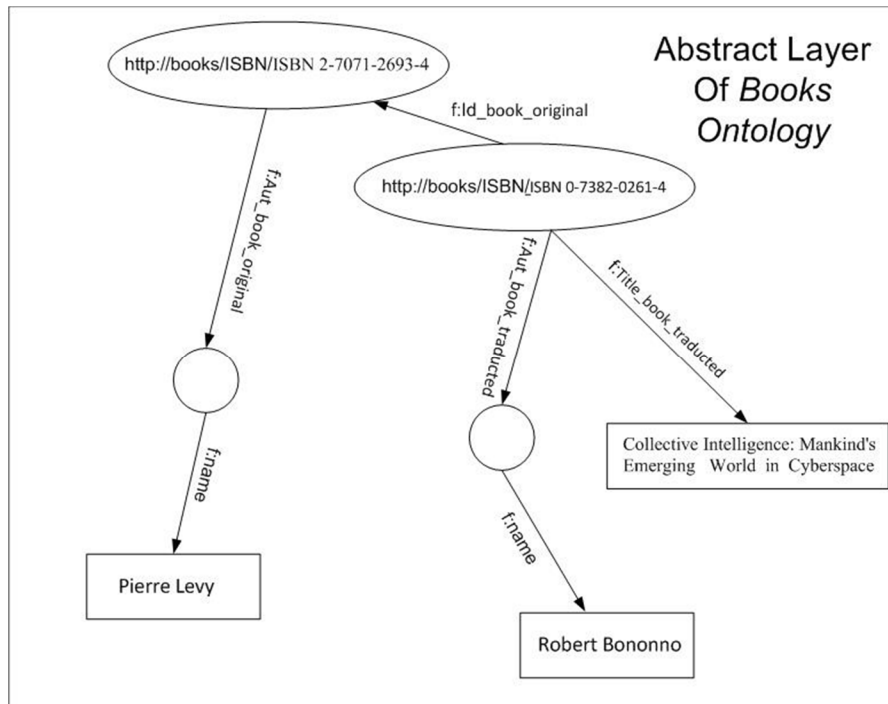 Abstract Layer
Of Books
Ontology
http://books/ISBN/ISBN 2-7071-2693-4
f:Id_book_original
http://books/ISBN/ISBN 0-7382-0261-4
f:Aut_book_original
f:Aut_book_traducted
f:Title_book_traducted
Collective Intelligence: Mankind's
Emerging World in Cyberspace
f:name
f:name
Pierre Levy
Robert Bononno